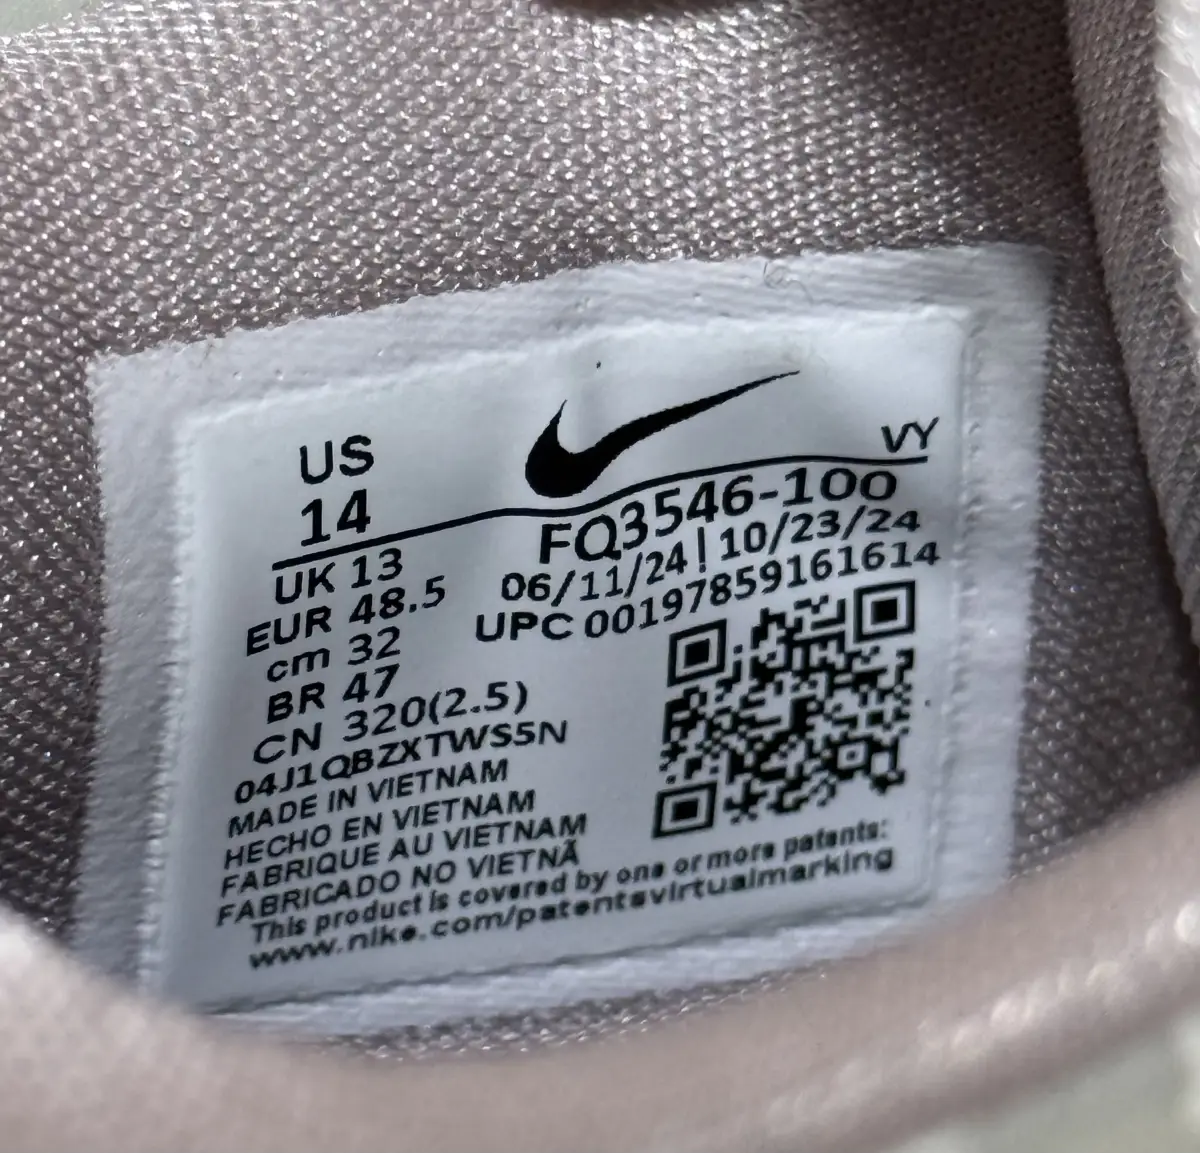 US
14
VY
UK 13
EUR 48.5
cm 32
BR 47
CN 320(2.5)
FQ3546-100
06/11/24|10/23/24
UPC 00197859161614
04J1QBZXTWS5N
MADE IN VIETNAM
HECHO EN VIETNAM
FABRIQUE AU VIETNAM
FABRICADO NO VIETNÃ
This product is covered by one or more patents:
www.nike.com/patentsvirtualmarking